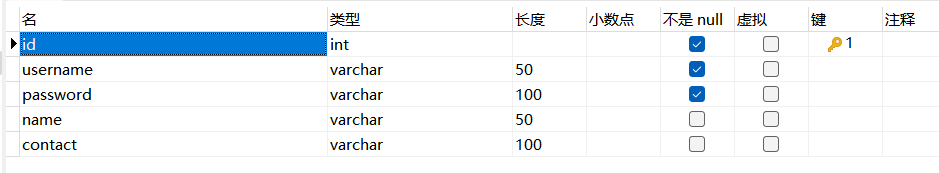 名 类型 长度 小数点 不是 null 虚拟 键 注释
id int 1
username varchar 50
password varchar 100
name varchar 50
contact varchar 100